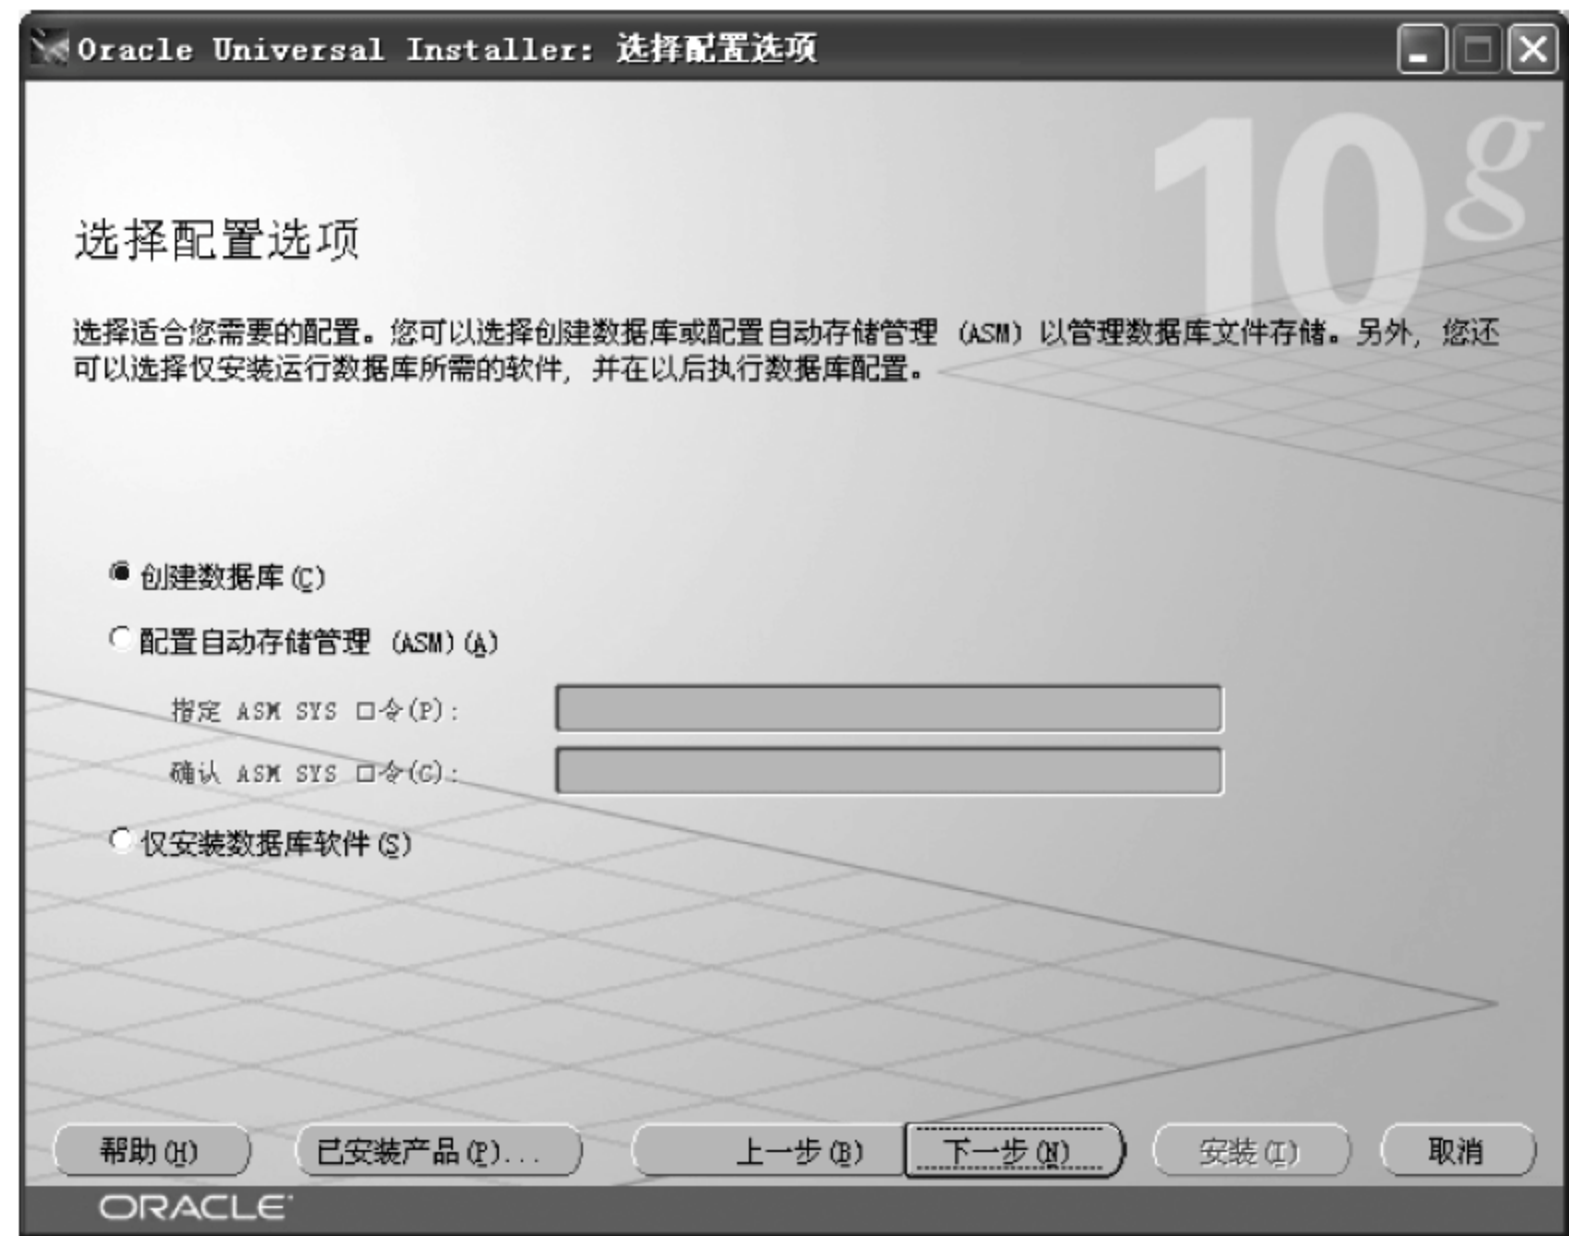 Oracle Universal Installer: 选择配置选项
10g
选择配置选项
选择适合您需要的配置。您可以选择创建数据库或配置自动存储管理 (ASM) 以管理数据库文件存储。另外, 您还
可以选择仅安装运行数据库所需的软件, 并在以后执行数据库配置。
创建数据库(C)
配置自动存储管理 (ASM)(A)
指定 ASM SYS 口令(P):
确认 ASM SYS 口令(C):
仅安装数据库软件(S)
帮助(H) 已安装产品(P)... 上一步(B) 下一步(N) 安装(I) 取消
ORACLE